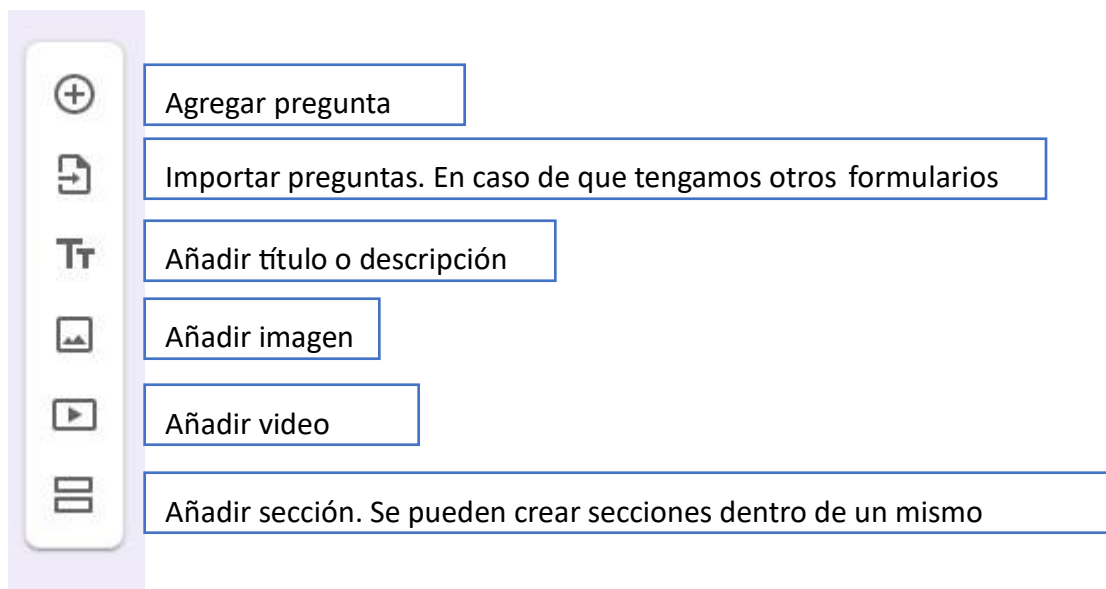 Agregar pregunta
Importar preguntas. En caso de que tengamos otros formularios
Tт
Añadir título o descripción
Añadir imagen
Añadir video
Añadir sección. Se pueden crear secciones dentro de un mismo